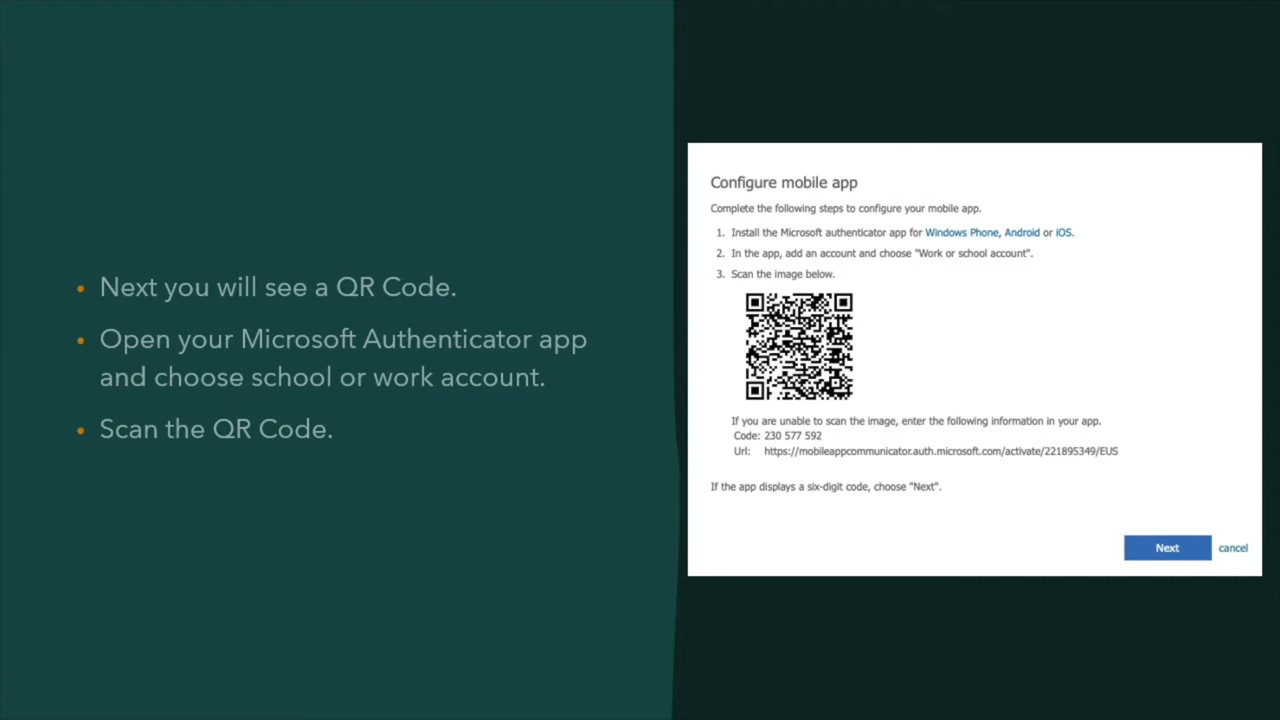 Next you will see a QR Code.
Open your Microsoft Authenticator app
and choose school or work account.
Scan the QR Code.
Configure mobile app
Complete the following steps to configure your mobile app.
1. Install the Microsoft authenticator app for Windows Phone, Android or iOS.
2. In the app, add an account and choose "Work or school account".
3. Scan the image below.
If you are unable to scan the image, enter the following information in your app.
Code: 230 577 592
Url: https://mobileappcommunicator.auth.microsoft.com/activate/221895349/EUS
If the app displays a six-digit code, choose "Next".
Next cancel